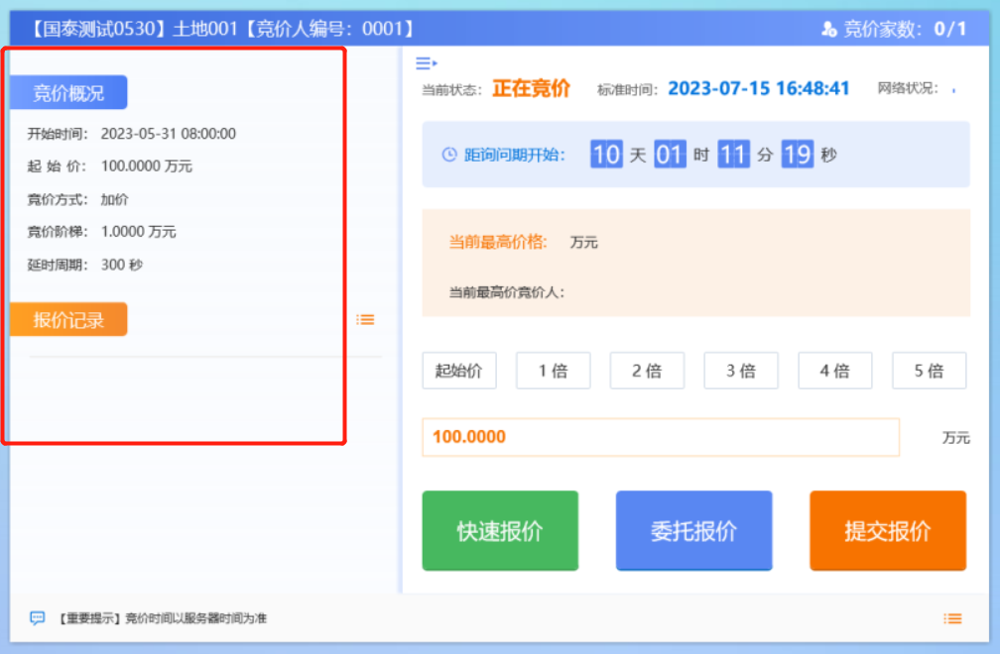 【国泰测试0530】土地001【竞价人编号：0001】
竞价家数：0/1
竞价概况
开始时间： 2023-05-31 08:00:00
起 始 价： 100.0000 万元
竞价方式： 加价
竞价阶梯： 1.0000 万元
延时周期： 300 秒
报价记录
当前状态： 正在竞价 标准时间： 2023-07-15 16:48:41 网络状况：
距询问期开始： 10 天 01 时 11 分 19 秒
当前最高价格： 万元
当前最高价竞价人：
起始价 1 倍 2 倍 3 倍 4 倍 5 倍
100.0000 万元
快速报价 委托报价 提交报价
【重要提示】竞价时间以服务器时间为准